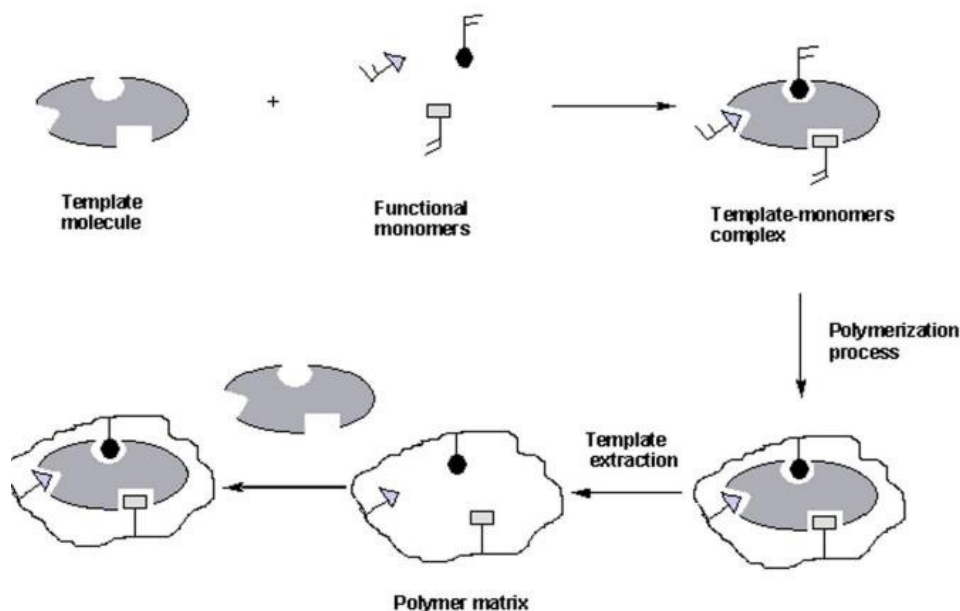 +
Template
molecule
Functional
monomers
Template-monomers
complex
Polymerization
process
Template
extraction
Polymer matrix